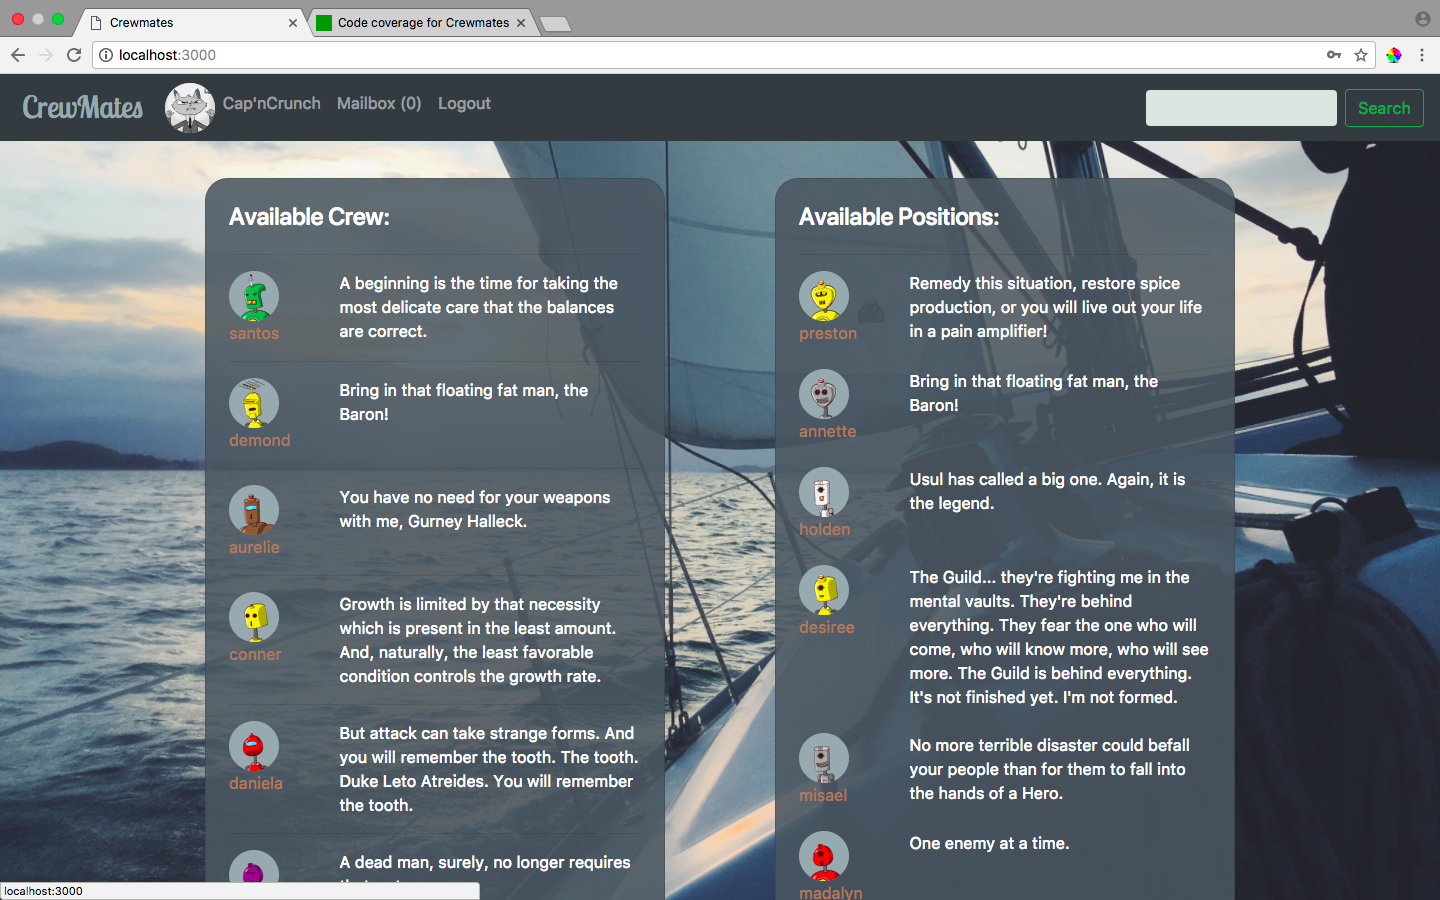 Crewmates
Code coverage for Crewmates
localhost:3000
CrewMates
Cap'nCrunch
Mailbox (0)
Logout
Search
Available Crew:
santos
A beginning is the time for taking the
most delicate care that the balances
are correct.
demond
Bring in that floating fat man, the
Baron!
aurelie
You have no need for your weapons
with me, Gurney Halleck.
conner
Growth is limited by that necessity
which is present in the least amount.
And, naturally, the least favorable
condition controls the growth rate.
daniela
But attack can take strange forms. And
you will remember the tooth. The tooth.
Duke Leto Atreides. You will remember
the tooth.
A dead man, surely, no longer requires
Available Positions:
preston
Remedy this situation, restore spice
production, or you will live out your life
in a pain amplifier!
annette
Bring in that floating fat man, the
Baron!
holden
Usul has called a big one. Again, it is
the legend.
desiree
The Guild... they're fighting me in the
mental vaults. They're behind
everything. They fear the one who will
come, who will know more, who will see
more. The Guild is behind everything.
It's not finished yet. I'm not formed.
misael
No more terrible disaster could befall
your people than for them to fall into
the hands of a Hero.
madalyn
One enemy at a time.
localhost:3000